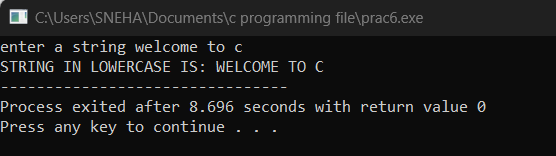 C:\Users\SNEHA\Documents\c programming file\prac6.exe
enter a string welcome to c
STRING IN LOWERCASE IS: WELCOME TO C
--------------------------------
Process exited after 8.696 seconds with return value 0
Press any key to continue . . .